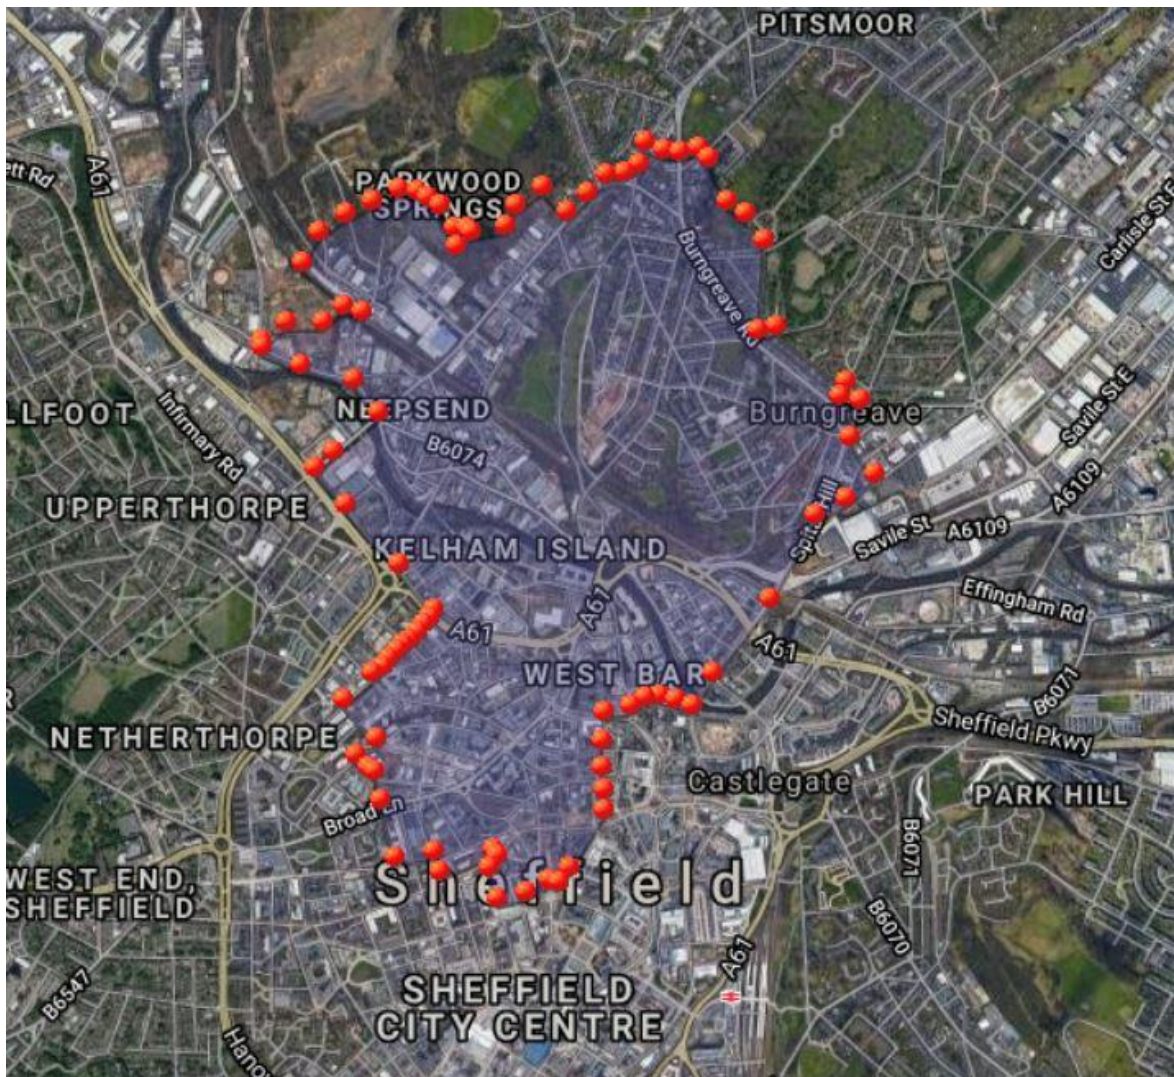 PITSMOOR
A61
ett Rd
PARKWOOD
SPRINGS
Carlisle St
Burngreave Rd
Savile St E
NEEPSEND
LLFOOT
Burngreave
Infirmary Rd
B6074
A6109
UPPERTHORPE
Spital Hill
Savile St
A6109
KELHAM ISLAND
Effingham Rd
A61
A61
A61
WEST BAR
B6071
Sheffield Pkwy
NETHERTHORPE
Castlegate
PARK HILL
Broad Ln
B6071
Sheffield
WEST END,
SHEFFIELD
B6070
A61
B6547
SHEFFIELD
CITY CENTRE
Hano